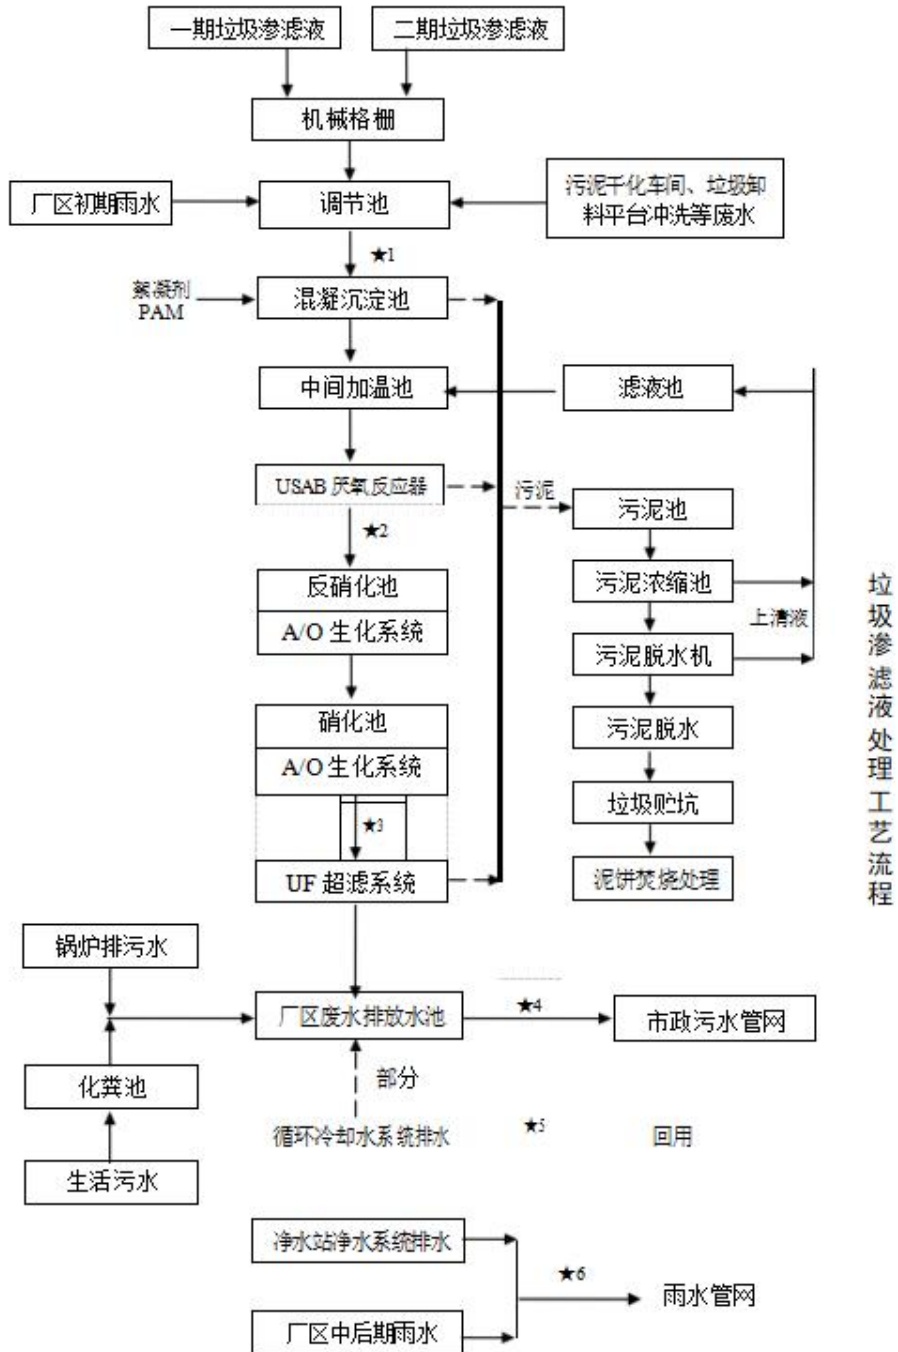 一期垃圾渗滤液
二期垃圾渗滤液
机械格栅
厂区初期雨水
调节池
污泥干化车间、垃圾卸
料平台冲洗等废水
★1
絮凝剂
PAM
混凝沉淀池
中间加温池
滤液池
USAB 厌氧反应器
污泥
污泥池
★2
反硝化池
A/O 生化系统
污泥浓缩池
上清液
污泥脱水机
硝化池
A/O 生化系统
污泥脱水
垃圾贮坑
★3
UF 超滤系统
泥饼焚烧处理
垃圾渗滤液处理工艺流程
锅炉排污水
厂区废水排放水池
★4
市政污水管网
化粪池
部分
循环冷却水系统排水
★5
回用
生活污水
净水站净水系统排水
★6
雨水管网
厂区中后期雨水